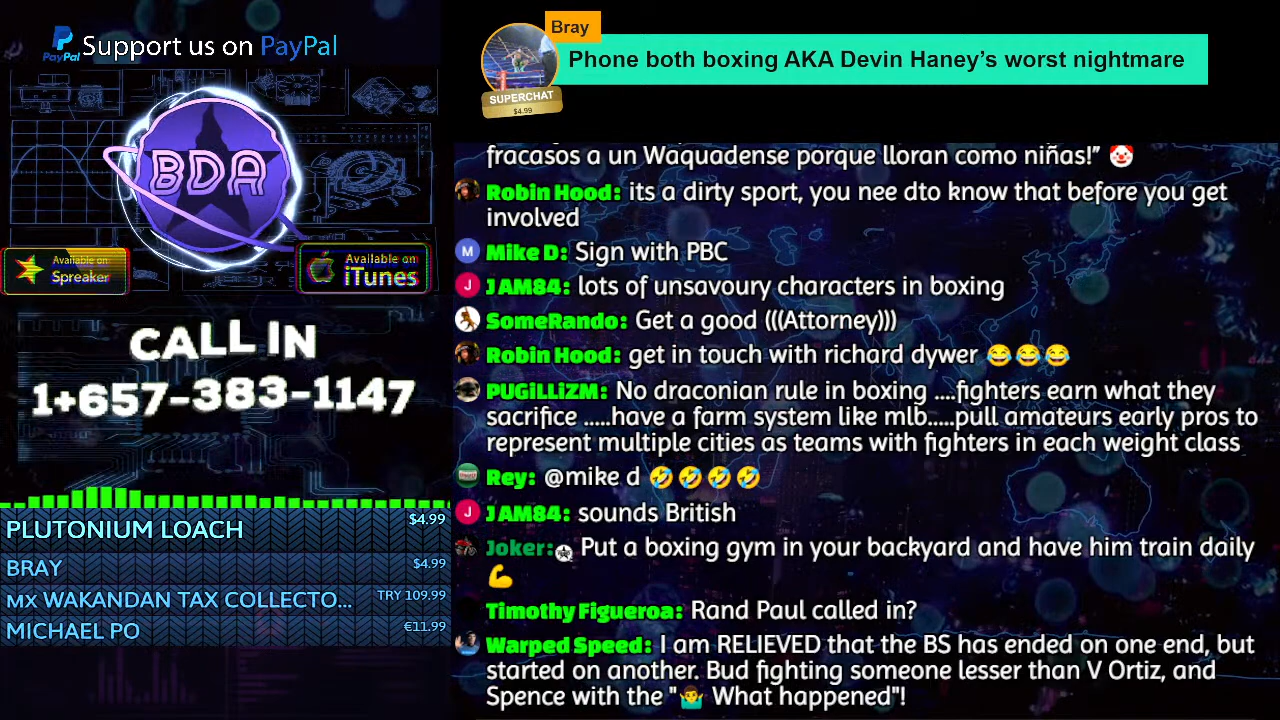 PayPal
Support us on PayPal
BDA
Available on
Spreaker
Available on
iTunes
CALL IN
1+657-383-1147
PLUTONIUM LOACH $4.99
BRAY $4.99
MX WAKANDAN TAX COLLECTO... TRY 109.99
MICHAEL PO €11.99
Bray
Phone both boxing AKA Devin Haney’s worst nightmare
SUPERCHAT
$4.99
fracasos a un Waquadense porque lloran como niñas!” 🤡
Robin Hood: its a dirty sport, you nee dto know that before you get
involved
M Mike D: Sign with PBC
J J AM84: lots of unsavoury characters in boxing
SomeRando: Get a good (((Attorney)))
Robin Hood: get in touch with richard dywer 😂😂😂
PUGiLLiZM: No draconian rule in boxing ....fighters earn what they
sacrifice .....have a farm system like mlb.....pull amateurs early pros to
represent multiple cities as teams with fighters in each weight class
Rey: @mike d 🤣🤣🤣🤣
J J AM84: sounds British
Joker: Put a boxing gym in your backyard and have him train daily
💪
Timothy Figueroa: Rand Paul called in?
Warped Speed: I am RELIEVED that the BS has ended on one end, but
started on another. Bud fighting someone lesser than V Ortiz, and
Spence with the "🤷‍♂️ What happened"!